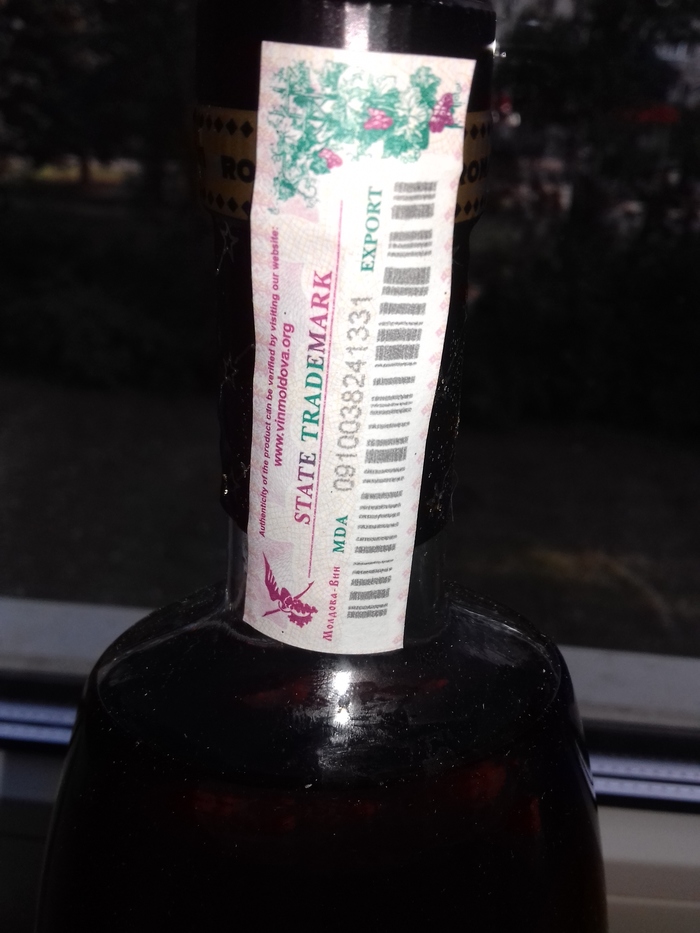 Authenticity of the product can be verified by visiting our website:
www.vinmoldova.org
STATE TRADEMARK
Молдова-Вин MDA 0910038241331 EXPORT